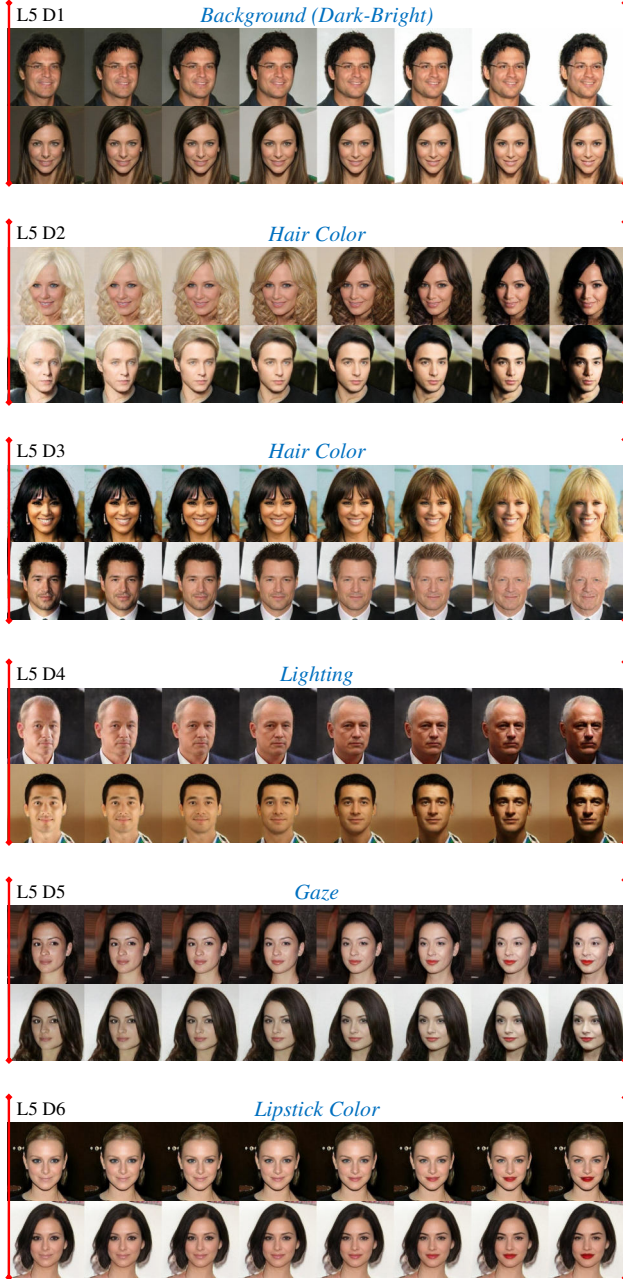 L5 D1
Background (Dark-Bright)
L5 D2
Hair Color
L5 D3
Hair Color
L5 D4
Lighting
L5 D5
Gaze
L5 D6
Lipstick Color